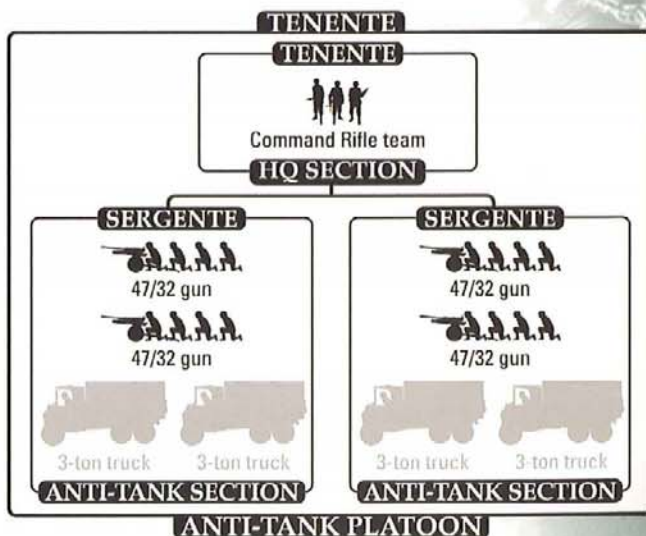 TENENTE
TENENTE
Command Rifle team
HQ SECTION
SERGENTE
47/32 gun
47/32 gun
3-ton truck 3-ton truck
ANTI-TANK SECTION
SERGENTE
47/32 gun
47/32 gun
3-ton truck 3-ton truck
ANTI-TANK SECTION
ANTI-TANK PLATOON